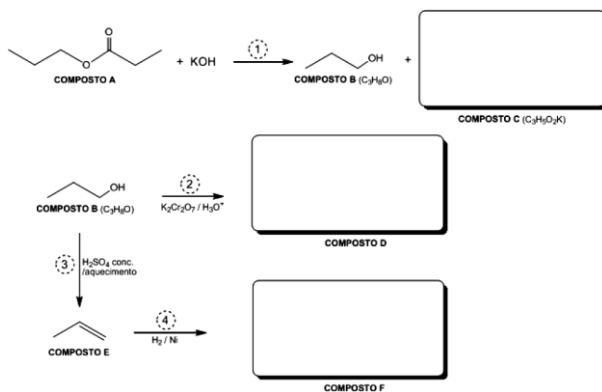 O
O
+ KOH
1
OH
+
COMPOSTO A
COMPOSTO B (C₃H₈O)
COMPOSTO C (C₃H₅O₂K)
OH
2
COMPOSTO B (C₃H₈O)
K₂Cr₂O₇ / H₃O⁺
COMPOSTO D
3
H₂SO₄ conc.
/aquecimento
4
H₂ / Ni
COMPOSTO E
COMPOSTO F